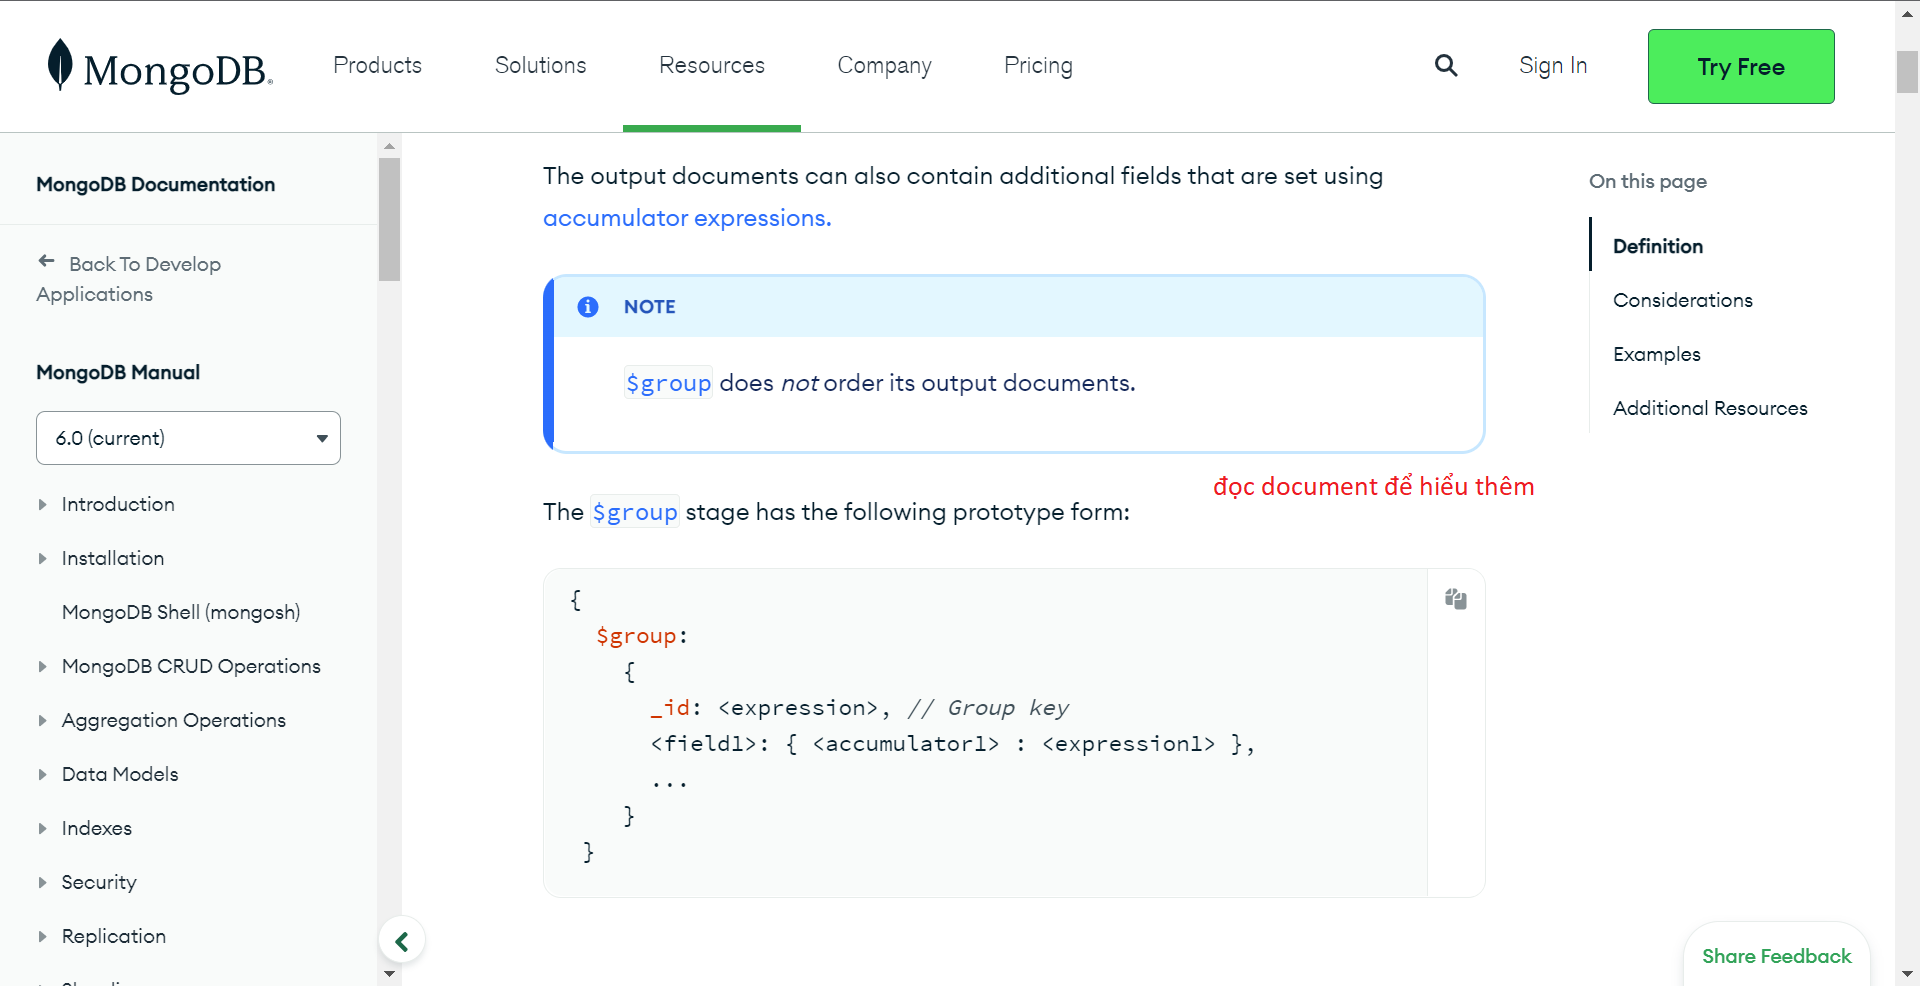 MongoDB®
Products
Solutions
Resources
Company
Pricing
Sign In
Try Free
MongoDB Documentation
Back To Develop
Applications
MongoDB Manual
6.0 (current)
Introduction
Installation
MongoDB Shell (mongosh)
MongoDB CRUD Operations
Aggregation Operations
Data Models
Indexes
Security
Replication
The output documents can also contain additional fields that are set using
accumulator expressions.
NOTE
$group does not order its output documents.
đọc document để hiểu thêm
The $group stage has the following prototype form:
{
$group:
{
_id: <expression>, // Group key
<field1>: { <accumulator1> : <expression1> },
...
}
}
On this page
Definition
Considerations
Examples
Additional Resources
Share Feedback